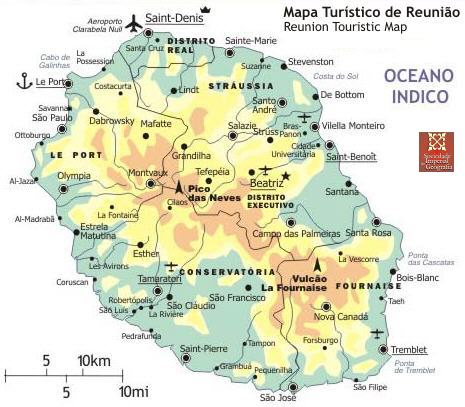 Mapa Turístico de Reunião
Reunion Touristic Map
Aeroporto
Clarabela Null
Saint-Denis
Santa Cruz
DISTRITO
REAL
Sainte-Marie
Cabo de
Galinhas
La
Possession
Suzanne
Stevenston
Costa do Sol
OCEANO
INDICO
Le Port
Costacurta
Lindt
STRÁUSSIA
De Bottom
Santo
André
Savannah
São Paulo
Dabrowsky
Mafatte
Salazie
Struss
Bras-
Panon
Vilella Monteiro
Ottoburgo
Grandilha
Cidade
Universitária
Saint-Benoît
Sociedade
Imperial
Geografia
LE PORT
Al-Jazar
Olympia
Montvaux
Tefepéia
Beatriz
Santana
Pico
das Neves
DISTRITO
EXECUTIVO
Cilaos
Al-Madrabã
La Fontaine
Estrela
Matutina
Campo das Palmeiras
Santa Rosa
Esther
La Vescorre
Ponta
das Cascatas
Les Avirons
CONSERVATÓRIA
Vulcão
La Fournaise
FOURNAISE
Bois-Blanc
Coruscan
Tamaratori
São Francisco
Taeh
Robertópolis
São Luis
La Riviere
São Cláudio
Nova Canadá
Pedrafunda
Forsburgo
Saint-Pierre
Tampon
Tremblet
Ponta
de Tremblet
Grambuá
Pequenilha
São José
São Filipe
5 10km
5 10mi